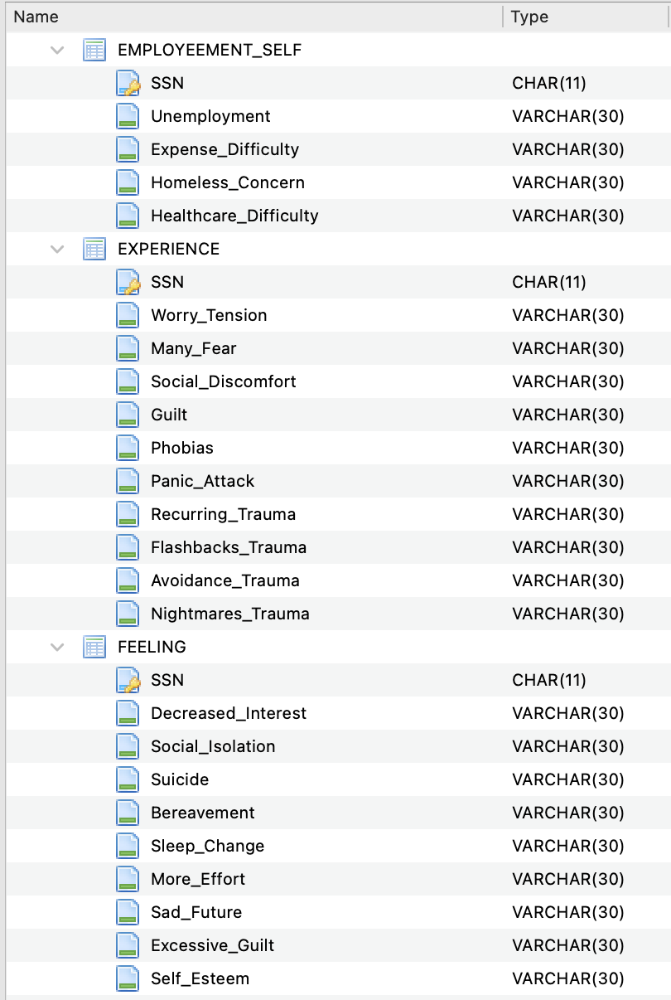 Name Type
EMPLOYEEMENT_SELF
SSN CHAR(11)
Unemployment VARCHAR(30)
Expense_Difficulty VARCHAR(30)
Homeless_Concern VARCHAR(30)
Healthcare_Difficulty VARCHAR(30)
EXPERIENCE
SSN CHAR(11)
Worry_Tension VARCHAR(30)
Many_Fear VARCHAR(30)
Social_Discomfort VARCHAR(30)
Guilt VARCHAR(30)
Phobias VARCHAR(30)
Panic_Attack VARCHAR(30)
Recurring_Trauma VARCHAR(30)
Flashbacks_Trauma VARCHAR(30)
Avoidance_Trauma VARCHAR(30)
Nightmares_Trauma VARCHAR(30)
FEELING
SSN CHAR(11)
Decreased_Interest VARCHAR(30)
Social_Isolation VARCHAR(30)
Suicide VARCHAR(30)
Bereavement VARCHAR(30)
Sleep_Change VARCHAR(30)
More_Effort VARCHAR(30)
Sad_Future VARCHAR(30)
Excessive_Guilt VARCHAR(30)
Self_Esteem VARCHAR(30)